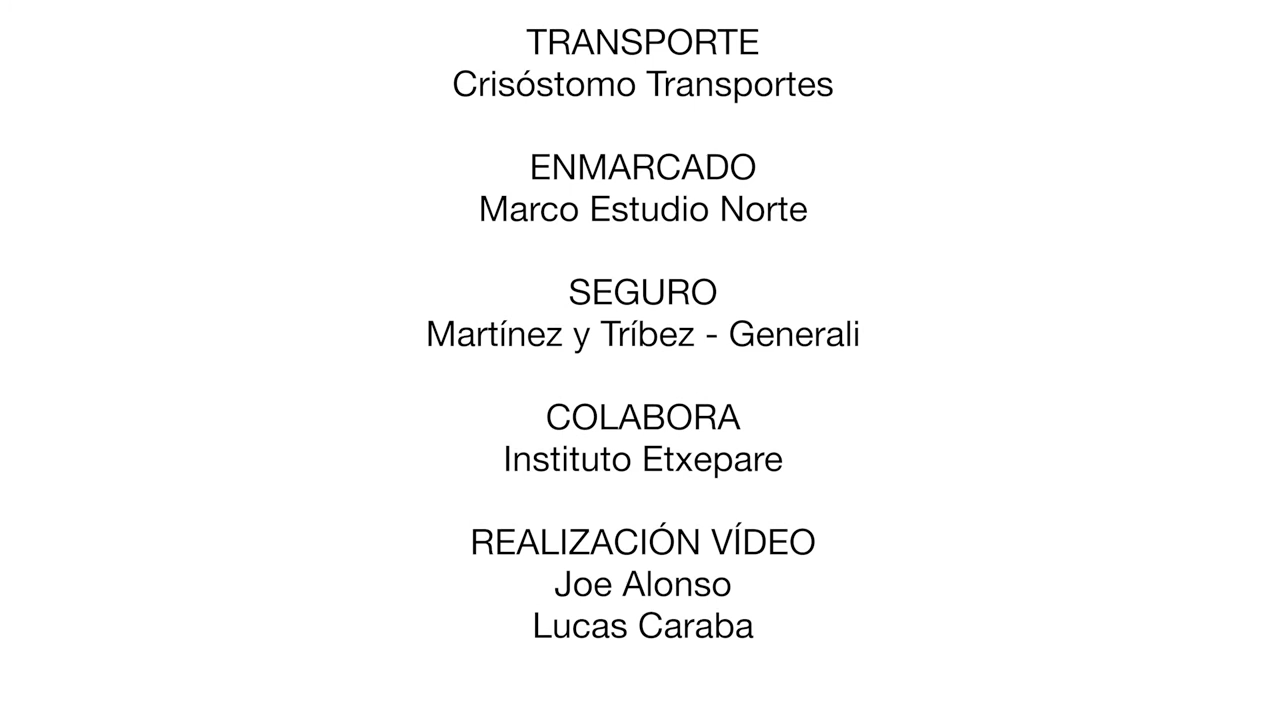 TRANSPORTE
Crisóstomo Transportes
ENMARCADO
Marco Estudio Norte
SEGURO
Martínez y Tríbez - Generali
COLABORA
Instituto Etxepare
REALIZACIÓN VÍDEO
Joe Alonso
Lucas Caraba